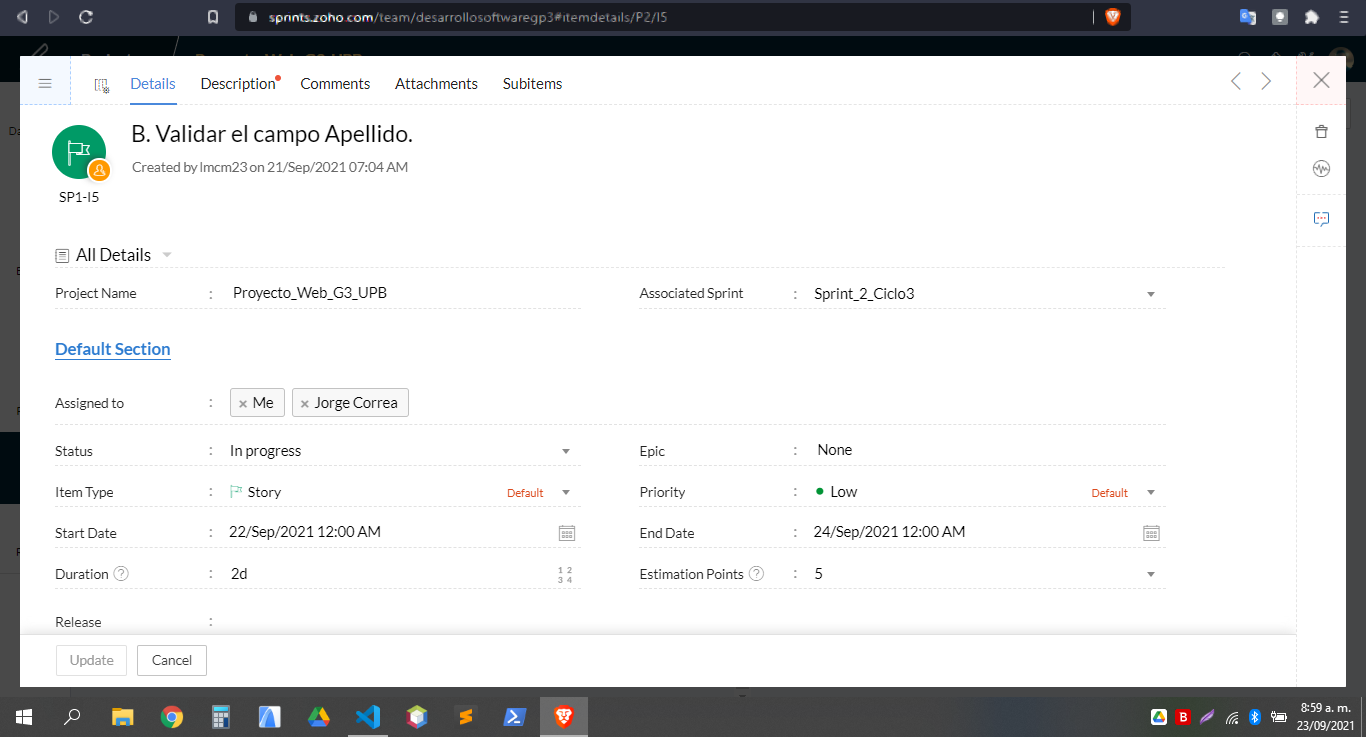 sprints.zoho.com/team/desarrollosoftwaregp3#itemdetails/P2/I5
Details Description Comments Attachments Subitems
B. Validar el campo Apellido.
Created by lmcm23 on 21/Sep/2021 07:04 AM
SP1-I5
All Details
Project Name : Proyecto_Web_G3_UPB Associated Sprint : Sprint_2_Ciclo3
Default Section
Assigned to : × Me × Jorge Correa
Status : In progress Epic : None
Item Type : Story Default Priority : Low Default
Start Date : 22/Sep/2021 12:00 AM End Date : 24/Sep/2021 12:00 AM
Duration ? : 2d 1 2 3 4 Estimation Points ? : 5
Release :
Update Cancel
8:59 a. m.
23/09/2021